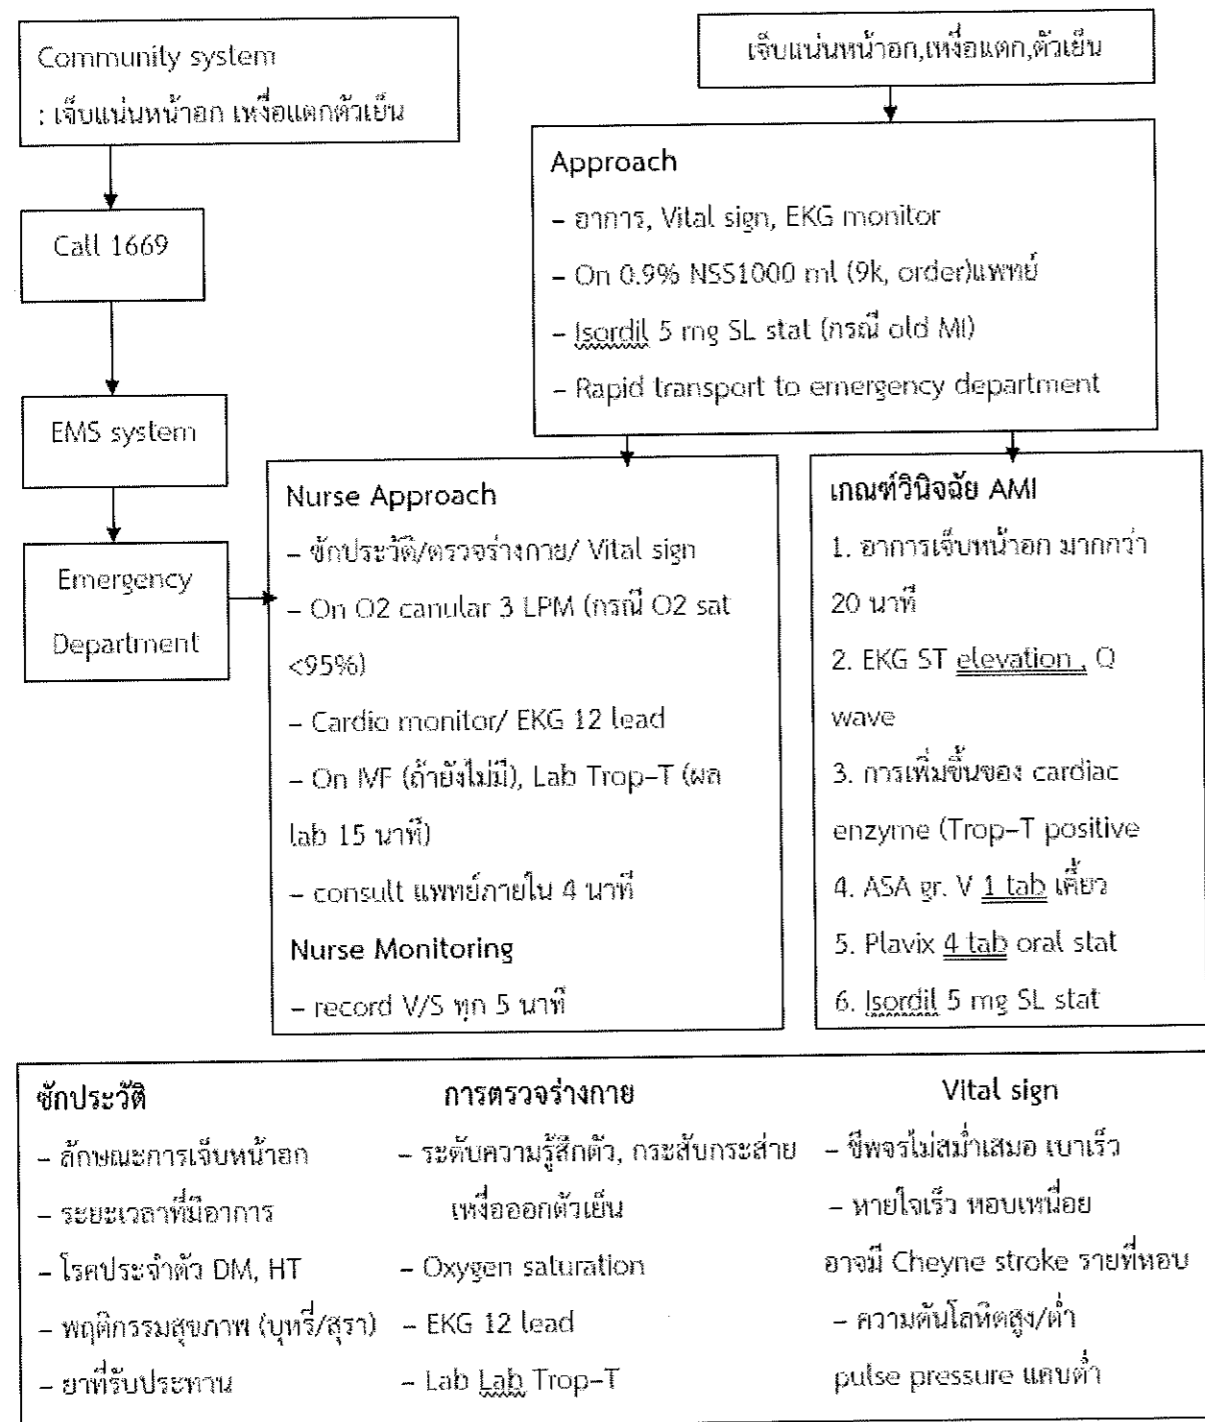 Community system
: เจ็บแน่นหน้าอก เหงื่อแตกตัวเย็น
Call 1669
EMS system
Emergency
Department
เจ็บแน่นหน้าอก,เหงื่อแตก,ตัวเย็น
Approach
– อาการ, Vital sign, EKG monitor
– On 0.9% NSS1000 ml (9k, order)แพทย์
– Isordil 5 mg SL stat (กรณี old MI)
– Rapid transport to emergency department
Nurse Approach
– ซักประวัติ/ตรวจร่างกาย/ Vital sign
– On O2 canular 3 LPM (กรณี O2 sat
<95%)
– Cardio monitor/ EKG 12 lead
– On IVF (ถ้ายังไม่มี), Lab Trop–T (ผล
lab 15 นาที)
– consult แพทย์ภายใน 4 นาที
Nurse Monitoring
– record V/S ทุก 5 นาที
เกณฑ์วินิจฉัย AMI
1. อาการเจ็บหน้าอก มากกว่า
20 นาที
2. EKG ST elevation , Q
wave
3. การเพิ่มขึ้นของ cardiac
enzyme (Trop–T positive
4. ASA gr. V 1 tab เคี้ยว
5. Plavix 4 tab oral stat
6. Isordil 5 mg SL stat
ซักประวัติ
– ลักษณะการเจ็บหน้าอก
– ระยะเวลาที่มีอาการ
– โรคประจำตัว DM, HT
– พฤติกรรมสุขภาพ (บุหรี่/สุรา)
– ยาที่รับประทาน
การตรวจร่างกาย
– ระดับความรู้สึกตัว, กระสับกระส่าย
เหงื่อออกตัวเย็น
– Oxygen saturation
– EKG 12 lead
– Lab Lab Trop–T
Vital sign
– ชีพจรไม่สม่ำเสมอ เบาเร็ว
– หายใจเร็ว หอบเหนื่อย
อาจมี Cheyne stroke รายที่หอบ
– ความดันโลหิตสูง/ต่ำ
pulse pressure แคบต่ำ